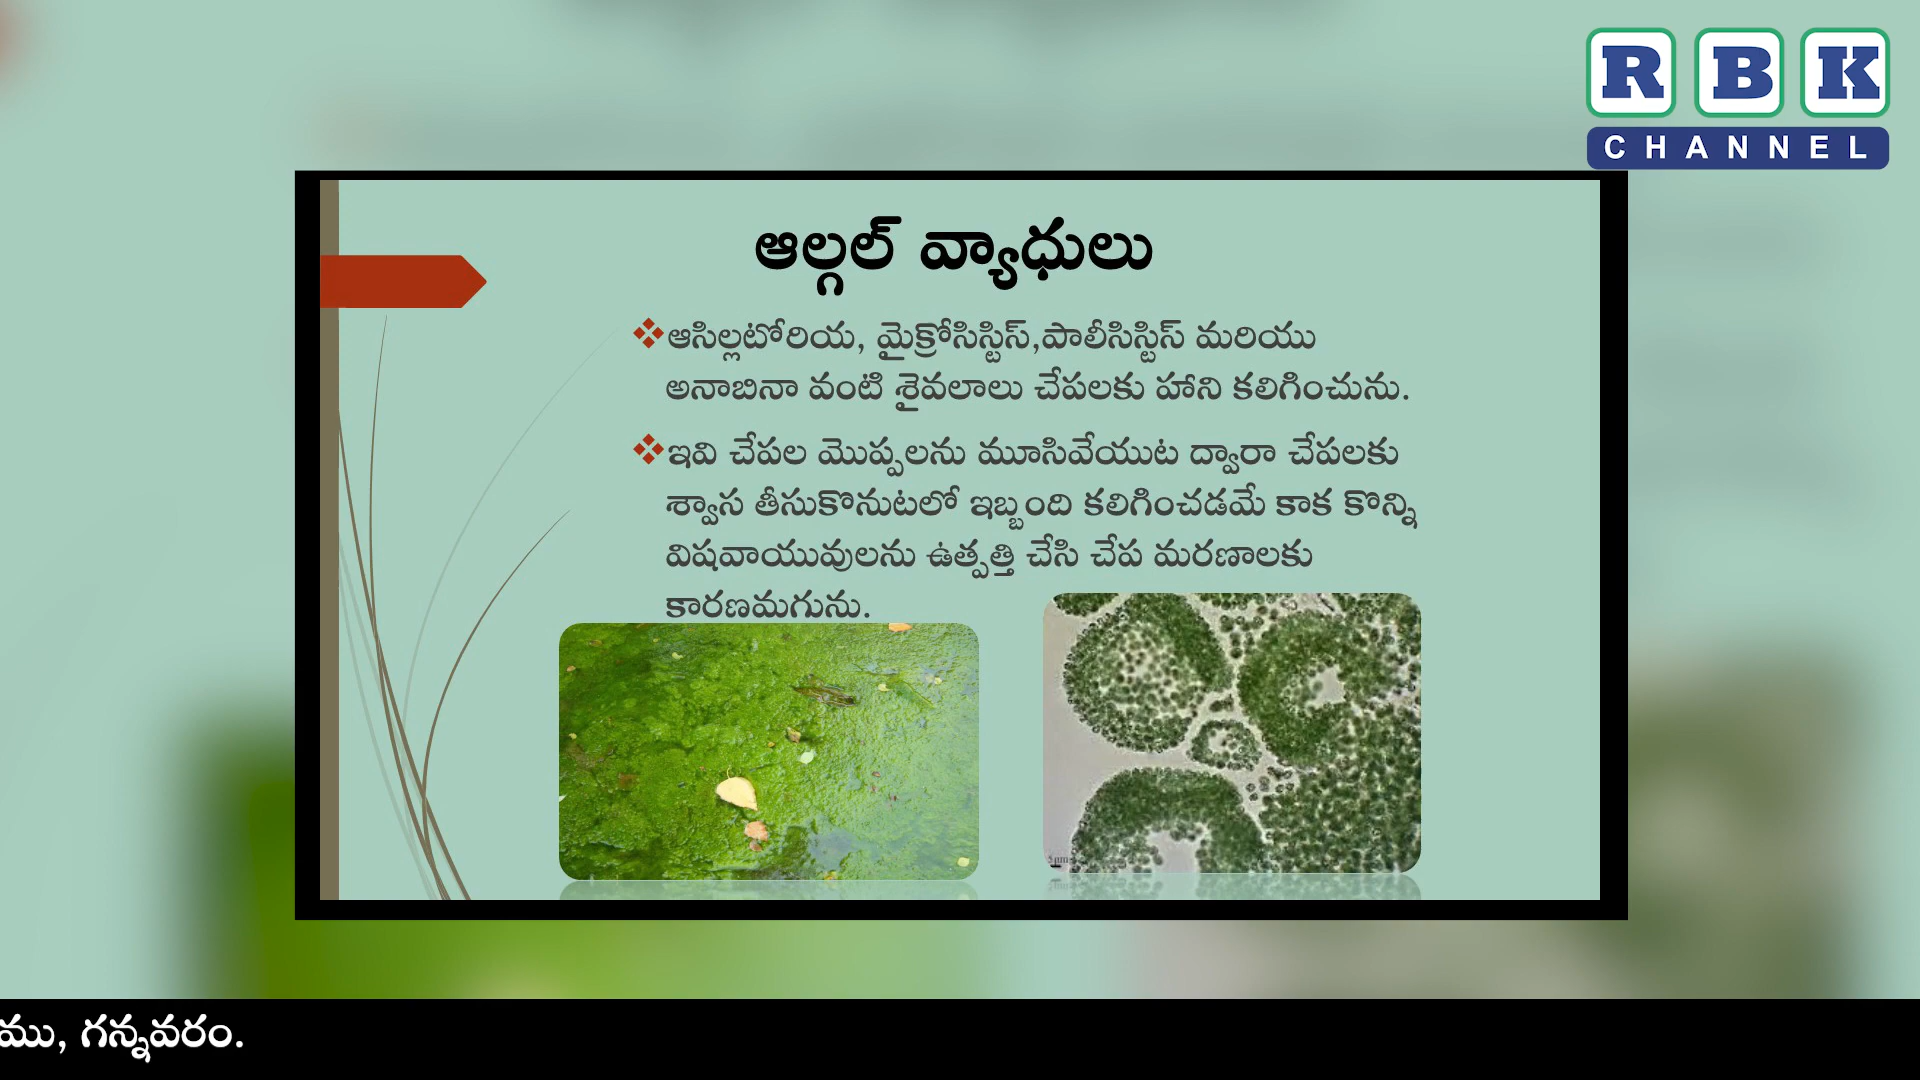 R B K
CHANNEL
ఆల్గల్ వ్యాధులు
❖ఆసిల్లటోరియ, మైక్రోసిస్టిస్,పాలీసిస్టిస్ మరియు
అనాబినా వంటి శైవలాలు చేపలకు హాని కలిగించును.
❖ఇవి చేపల మొప్పలను మూసివేయుట ద్వారా చేపలకు
శ్వాస తీసుకొనుటలో ఇబ్బంది కలిగించడమే కాక కొన్ని
విషవాయువులను ఉత్పత్తి చేసి చేప మరణాలకు
కారణమగును.
ము, గన్నవరం.